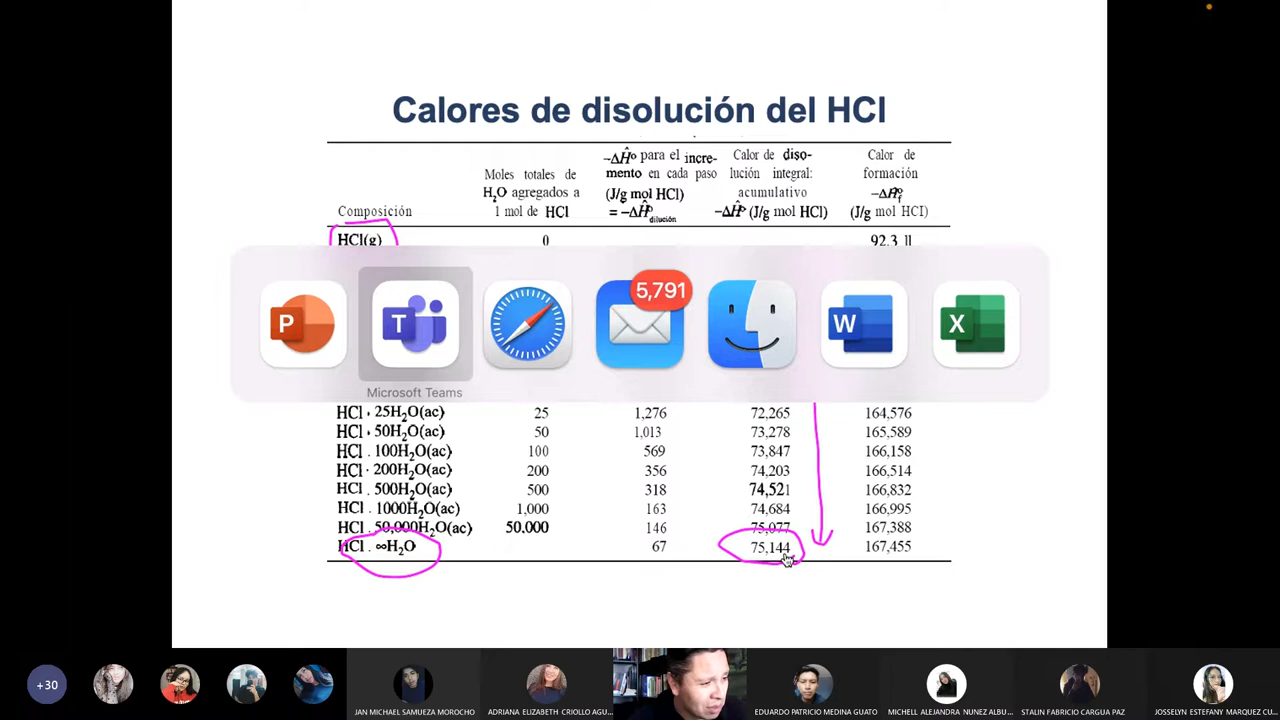 Calores de disolución del HCl
Composición
Moles totales de
H₂O agregados a
1 mol de HCl
-ΔĤ° para el incre-
mento en cada paso
(J/g mol HCl)
= -ΔĤ°disolución
Calor de diso-
lución integral:
acumulativo
-ΔĤ° (J/g mol HCl)
Calor de
formación
-ΔĤ°f
(J/g mol HCl)
HCl(g) 0 92,3 ll
5,791
P
T
W
X
Microsoft Teams
HCl · 25H₂O(ac) 25 1,276 72,265 164,576
HCl · 50H₂O(ac) 50 1,013 73,278 165,589
HCl . 100H₂O(ac) 100 569 73,847 166,158
HCl · 200H₂O(ac) 200 356 74,203 166,514
HCl . 500H₂O(ac) 500 318 74,521 166,832
HCl . 1000H₂O(ac) 1,000 163 74,684 166,995
HCl . 50,000H₂O(ac) 50.000 146 75,077 167,388
HCl . ∞H₂O 67 75,144 167,455
+30
JAN MICHAEL SAMUEZA MOROCHO
ADRIANA ELIZABETH CRIOLLO AGU...
EDUARDO PATRICIO MEDINA GUATO
MICHELL ALEJANDRA NUNEZ ALBU...
STALIN FABRICIO CARGUA PAZ
JOSSELYN ESTEFANY MARQUEZ CU...